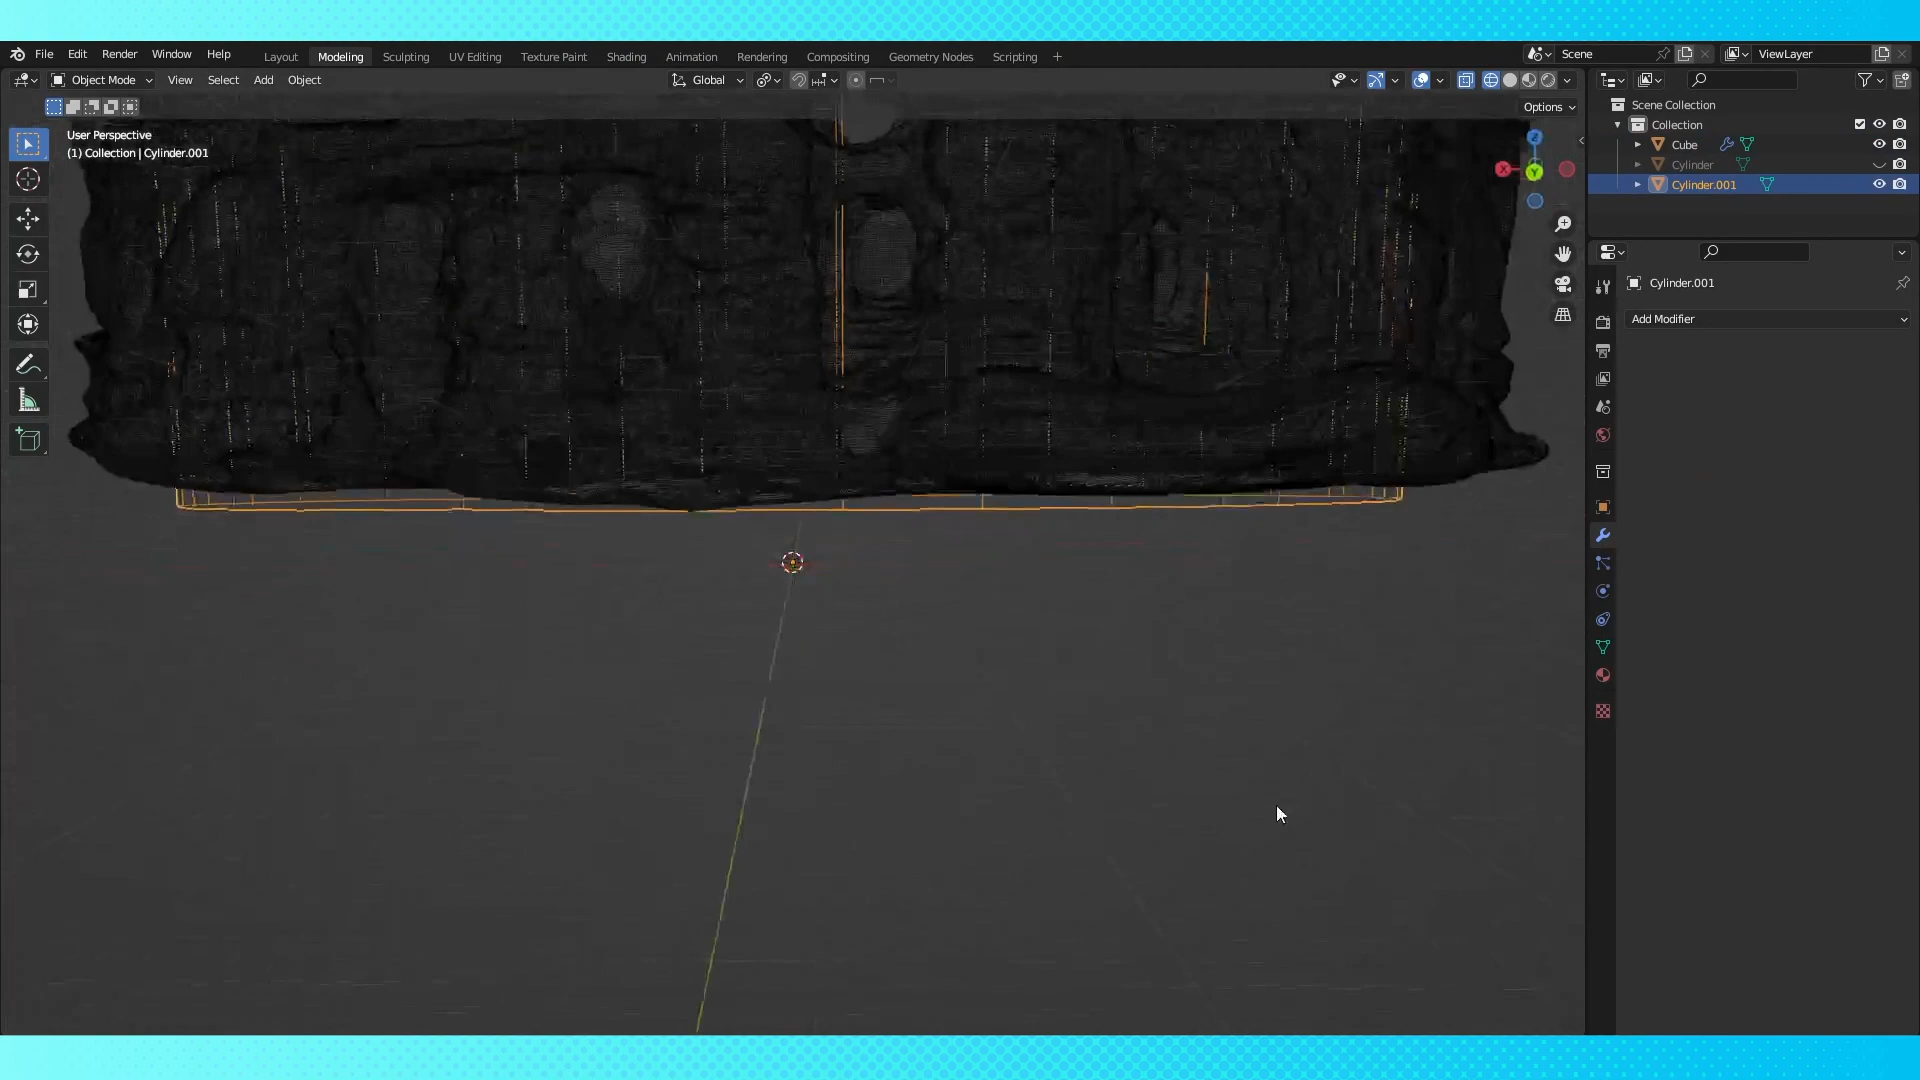 File Edit Render Window Help Layout Modeling Sculpting UV Editing Texture Paint Shading Animation Rendering Compositing Geometry Nodes Scripting + Scene ViewLayer
Object Mode View Select Add Object Global
Options
User Perspective
(1) Collection | Cylinder.001
Scene Collection
Collection
Cube
Cylinder
Cylinder.001
Cylinder.001
Add Modifier
X
Y
Z